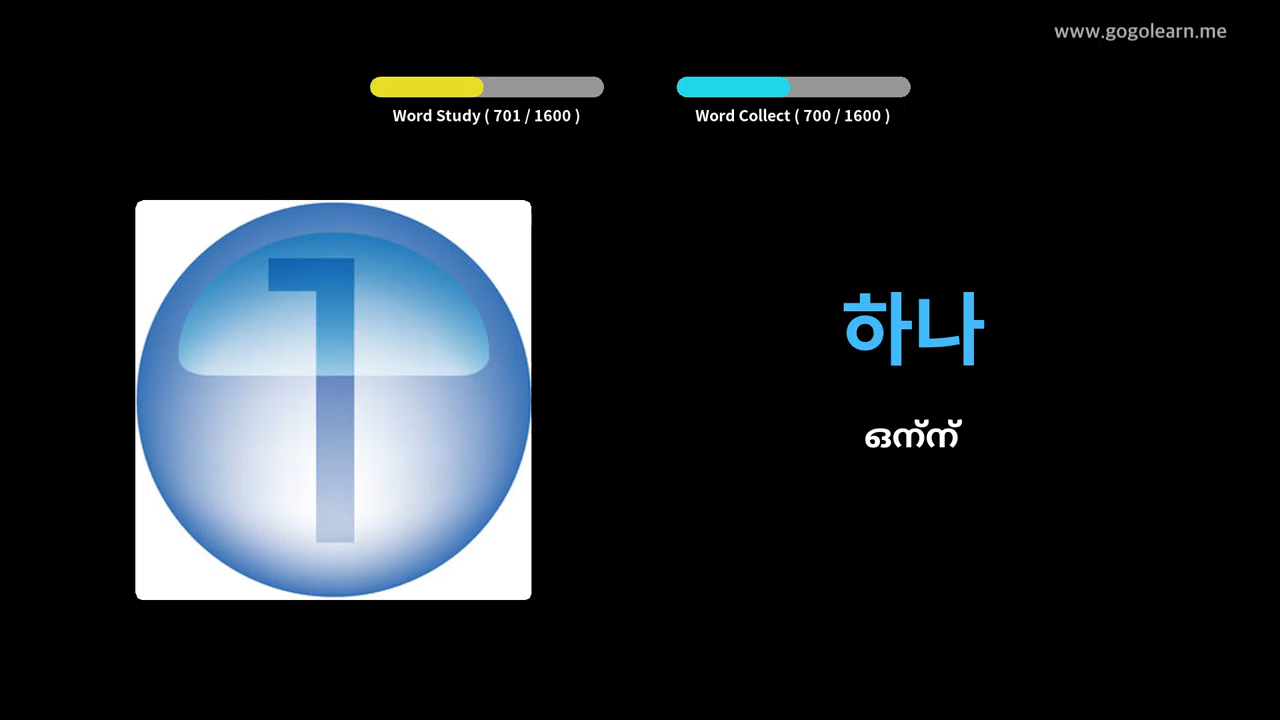 www.gogolearn.me
Word Study ( 701 / 1600 )
Word Collect ( 700 / 1600 )
1
하나
ഒന്ന്